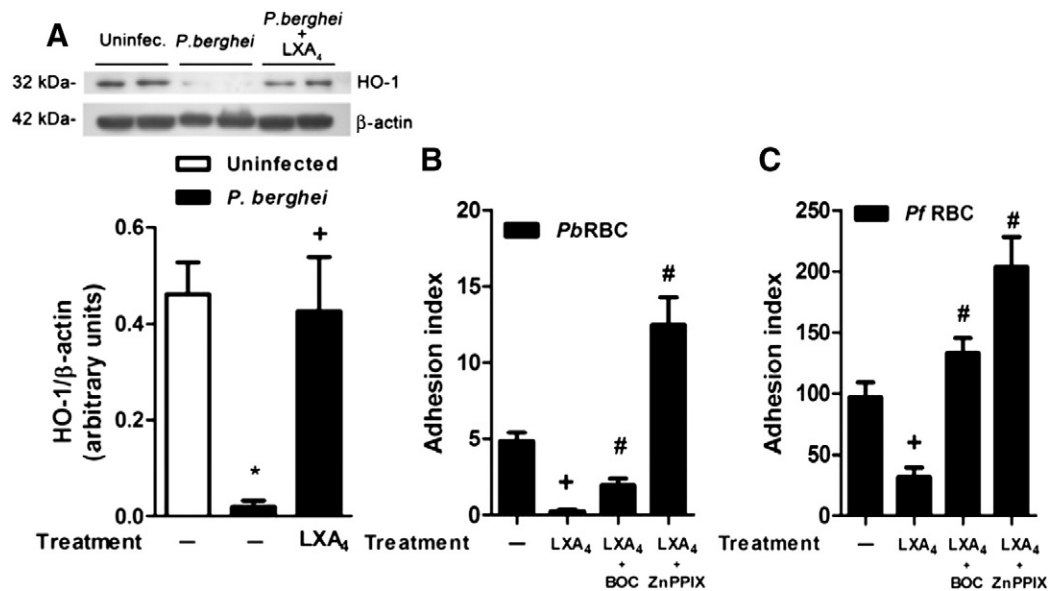 A
Uninfec. P.berghei P.berghei
+
LXA4
32 kDa- HO-1
42 kDa- β-actin
Uninfected
P. berghei
HO-1/β-actin
(arbitrary units)
0.6
0.4
0.2
0.0
*
+
Treatment – – LXA4
B
PbRBC
Adhesion index
20
15
10
5
0
+
#
#
Treatment – LXA4 LXA4 LXA4
+ +
BOC ZnPPIX
C
Pf RBC
Adhesion index
250
200
150
100
50
0
+
#
#
Treatment – LXA4 LXA4 LXA4
+ +
BOC ZnPPIX